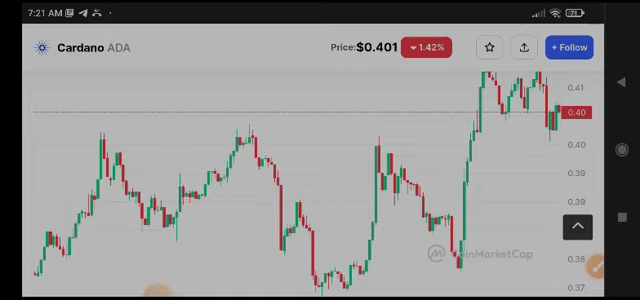 7:21 AM
71
Cardano ADA
Price: $0.401
1.42%
+ Follow
0.41
0.40
0.40
0.39
0.39
0.38
CoinMarketCap
0.37